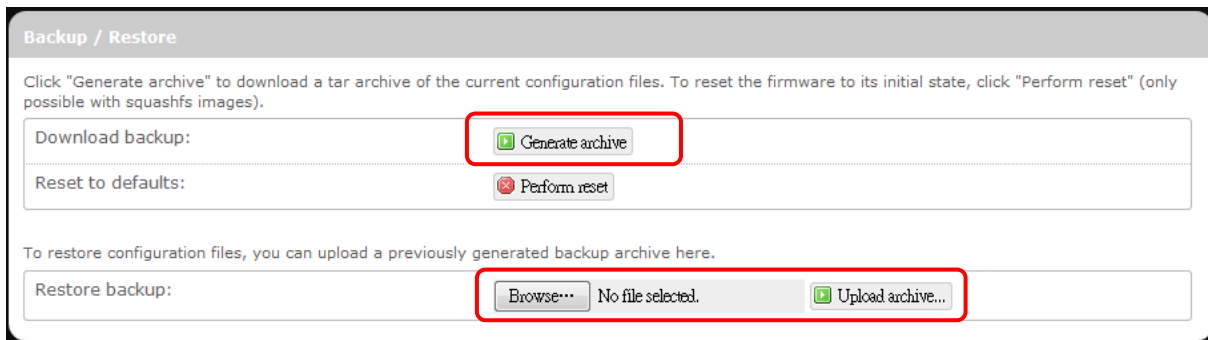 Backup / Restore
Click "Generate archive" to download a tar archive of the current configuration files. To reset the firmware to its initial state, click "Perform reset" (only
possible with squashfs images).
Download backup:
Generate archive
Reset to defaults:
Perform reset
To restore configuration files, you can upload a previously generated backup archive here.
Restore backup:
Browse… No file selected.
Upload archive...